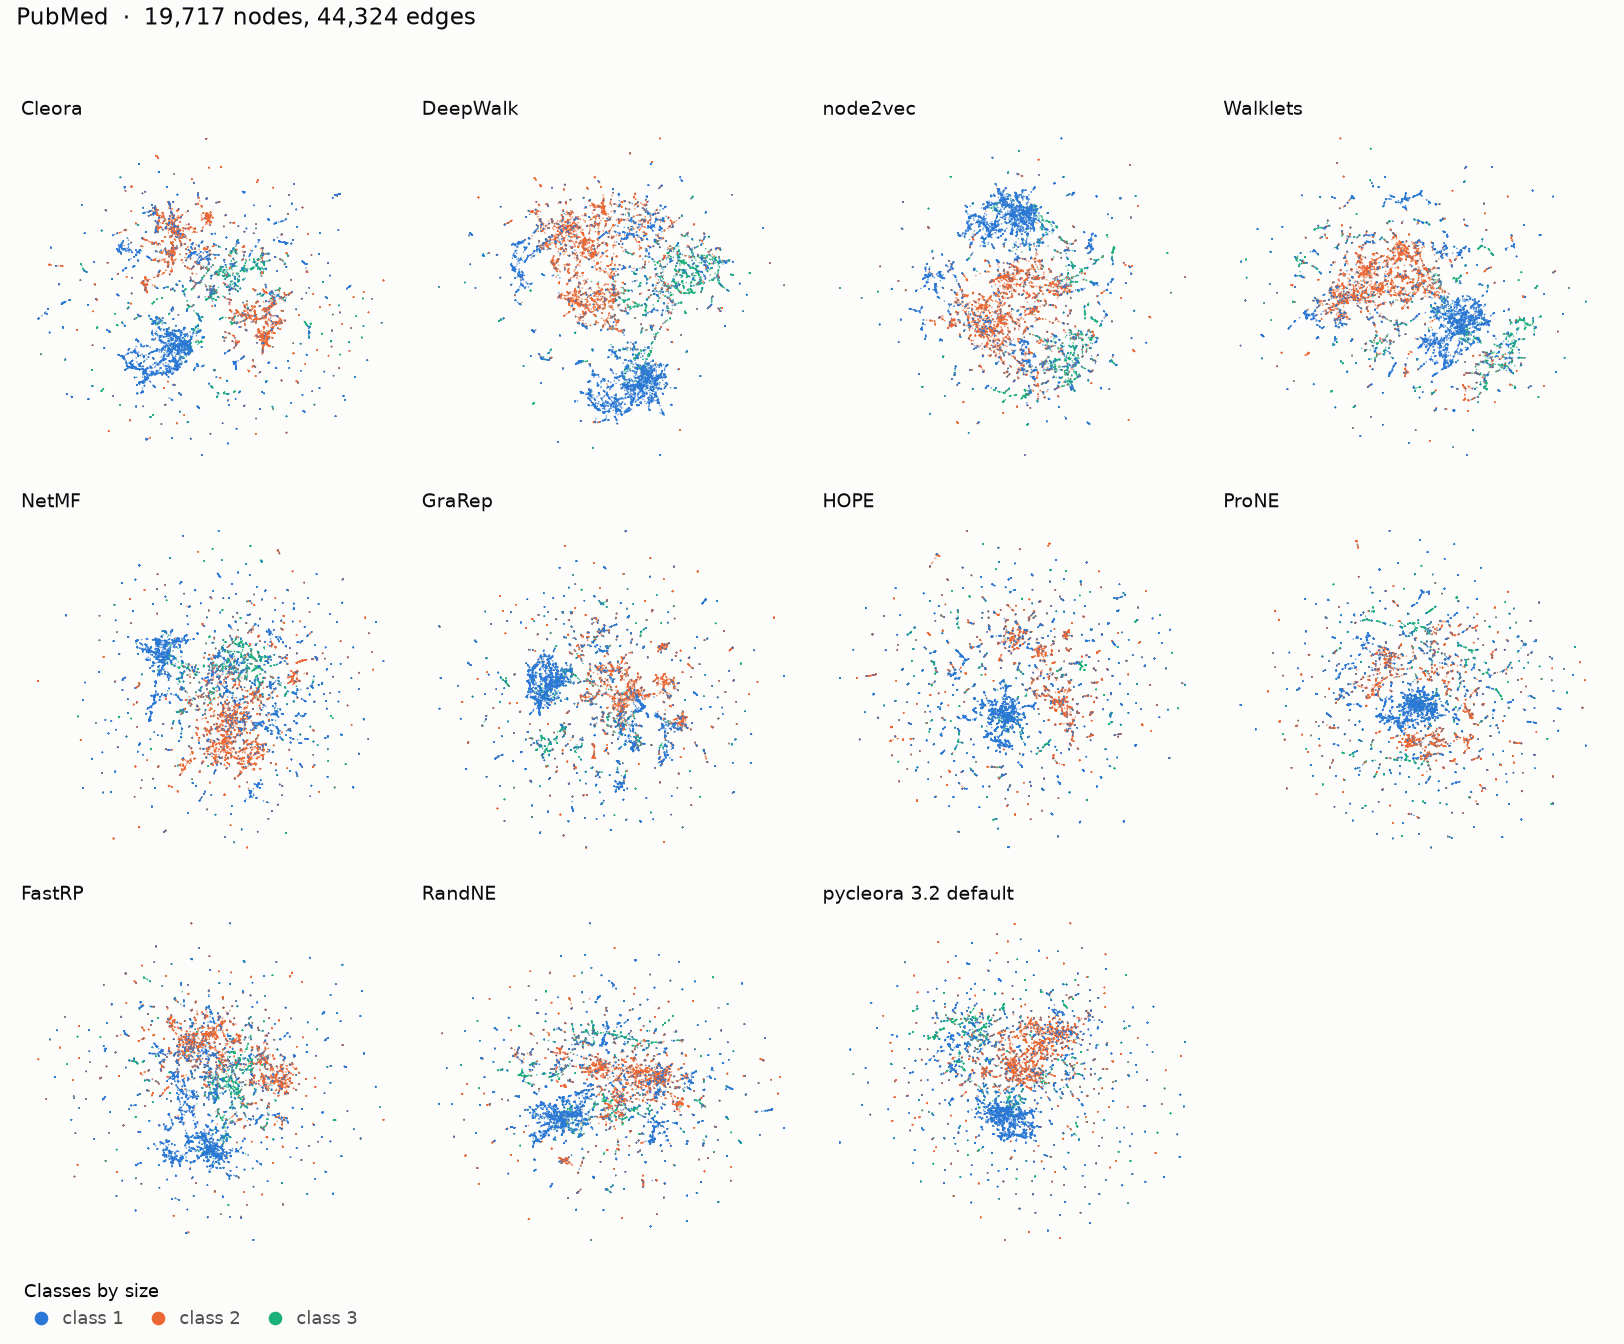 PubMed · 19,717 nodes, 44,324 edges
Cleora
DeepWalk
node2vec
Walklets
NetMF
GraRep
HOPE
ProNE
FastRP
RandNE
pycleora 3.2 default
Classes by size
class 1
class 2
class 3